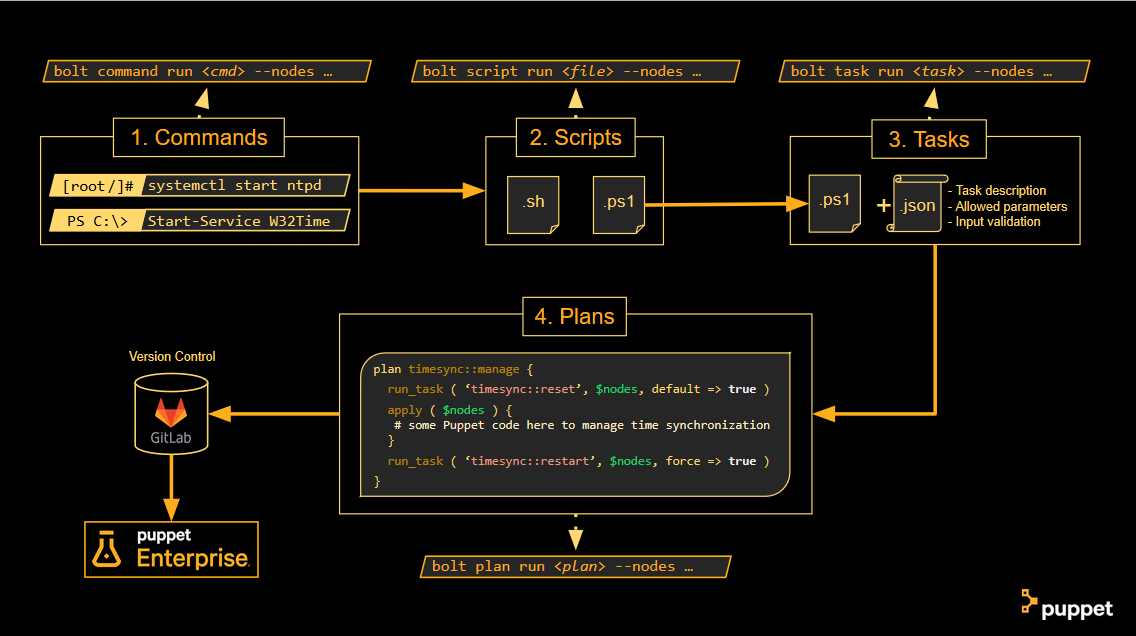 bolt command run <cmd> --nodes …
bolt script run <file> --nodes …
bolt task run <task> --nodes …
1. Commands
[root/]# systemctl start ntpd
PS C:\> Start-Service W32Time
2. Scripts
.sh
.ps1
3. Tasks
.ps1
+
.json
- Task description
- Allowed parameters
- Input validation
4. Plans
plan timesync::manage {
run_task ( ‘timesync::reset’, $nodes, default => true )
apply ( $nodes ) {
# some Puppet code here to manage time synchronization
}
run_task ( ‘timesync::restart’, $nodes, force => true )
}
bolt plan run <plan> --nodes …
Version Control
GitLab
puppet
Enterprise.
puppet